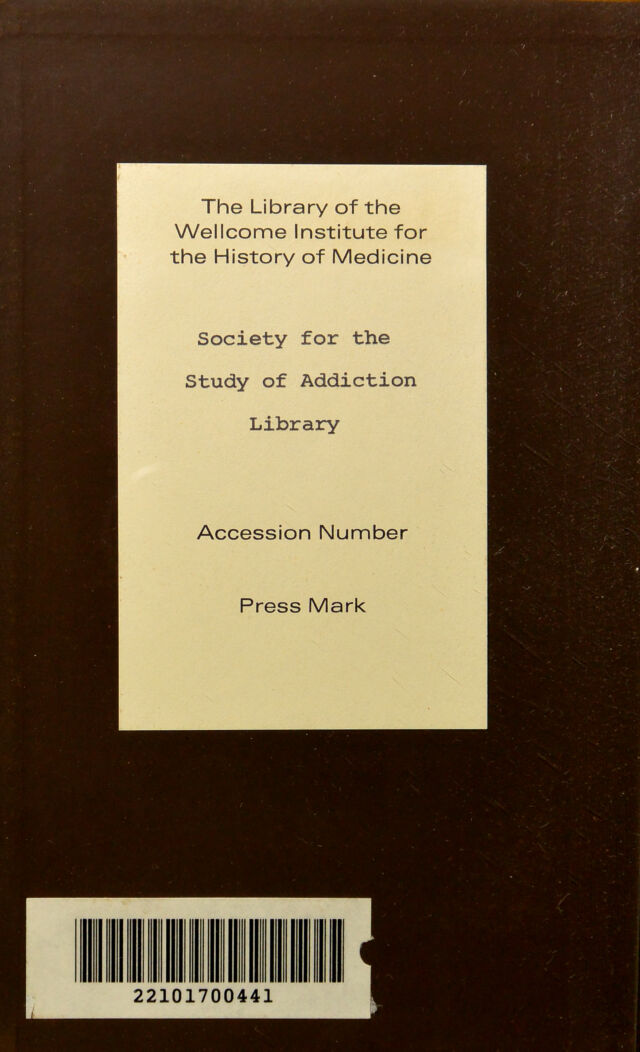 The Library of the
Wellcome Institute for
the History of Medicine
Society for the
Study of Addiction
Library
Accession Number
Press Mark
22101700441